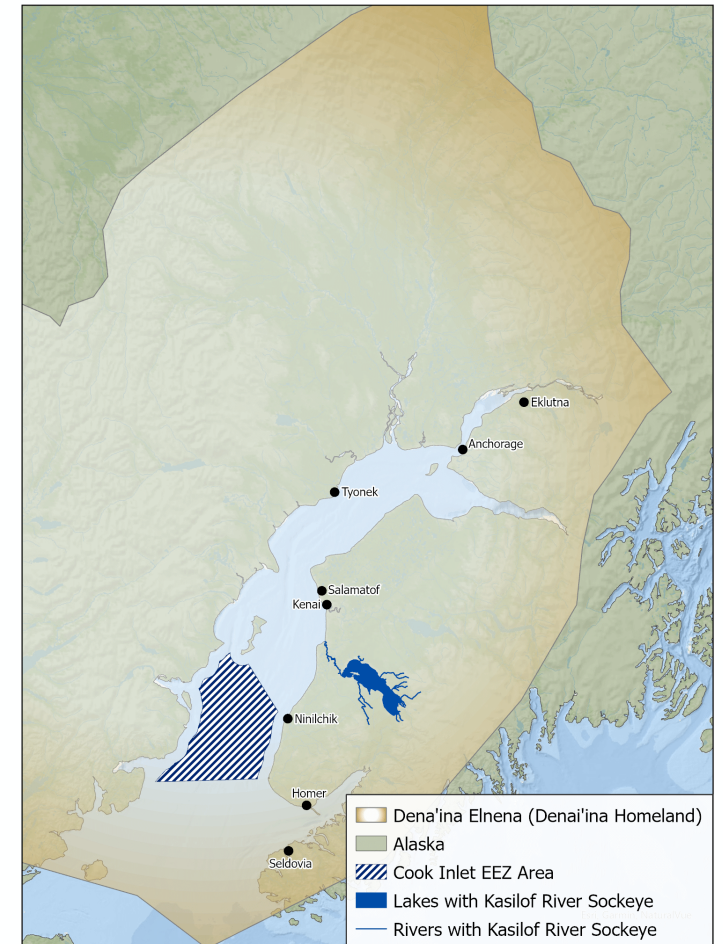 Eklutna
Anchorage
Tyonek
Salamatof
Kenai
Ninilchik
Homer
Seldovia
Dena'ina Elnena (Denai'ina Homeland)
Alaska
Cook Inlet EEZ Area
Lakes with Kasilof River Sockeye
Rivers with Kasilof River Sockeye